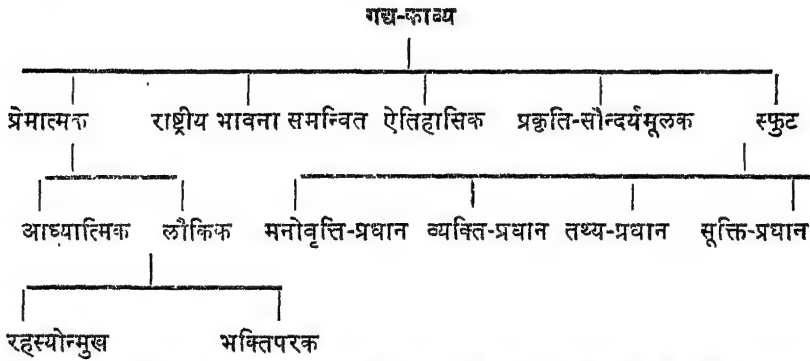 गद्य-काव्य
प्रेमात्मक राष्ट्रीय भावना समन्वित ऐतिहासिक प्रकृति-सौन्दर्यमूलक स्फुट
आध्यात्मिक लौकिक मनोवृत्ति-प्रधान व्यक्ति-प्रधान तथ्य-प्रधान सूक्ति-प्रधान
रहस्योन्मुख भक्तिपरक